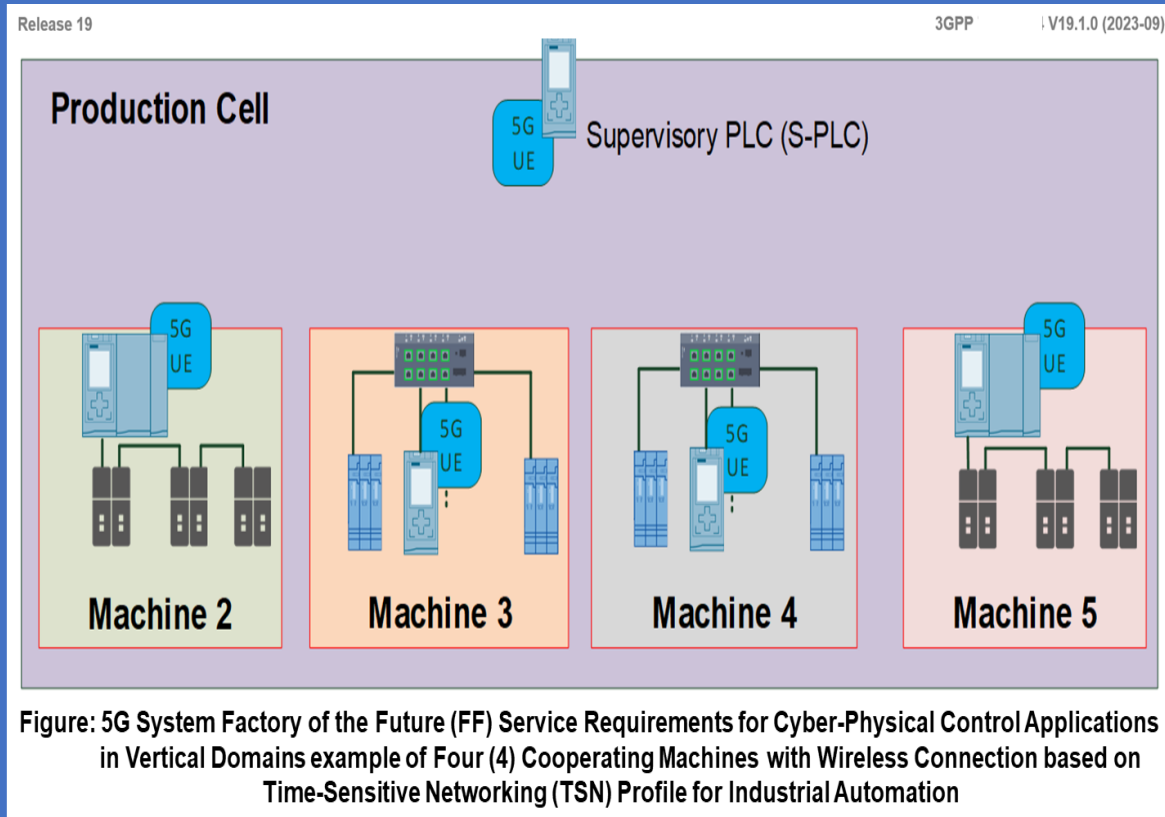 Release 19
3GPP V19.1.0 (2023-09)
Production Cell
5G
UE
Supervisory PLC (S-PLC)
5G
UE
5G
UE
5G
UE
5G
UE
Machine 2
Machine 3
Machine 4
Machine 5
Figure: 5G System Factory of the Future (FF) Service Requirements for Cyber-Physical Control Applications
in Vertical Domains example of Four (4) Cooperating Machines with Wireless Connection based on
Time-Sensitive Networking (TSN) Profile for Industrial Automation